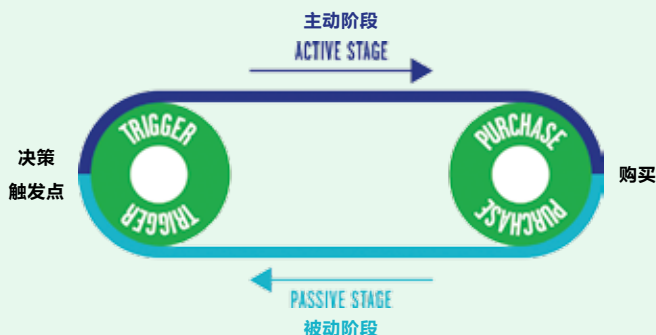 主动阶段
ACTIVE STAGE
TRIGGER
TRIGGER
PURCHASE
PURCHASE
决策
触发点
购买
PASSIVE STAGE
被动阶段